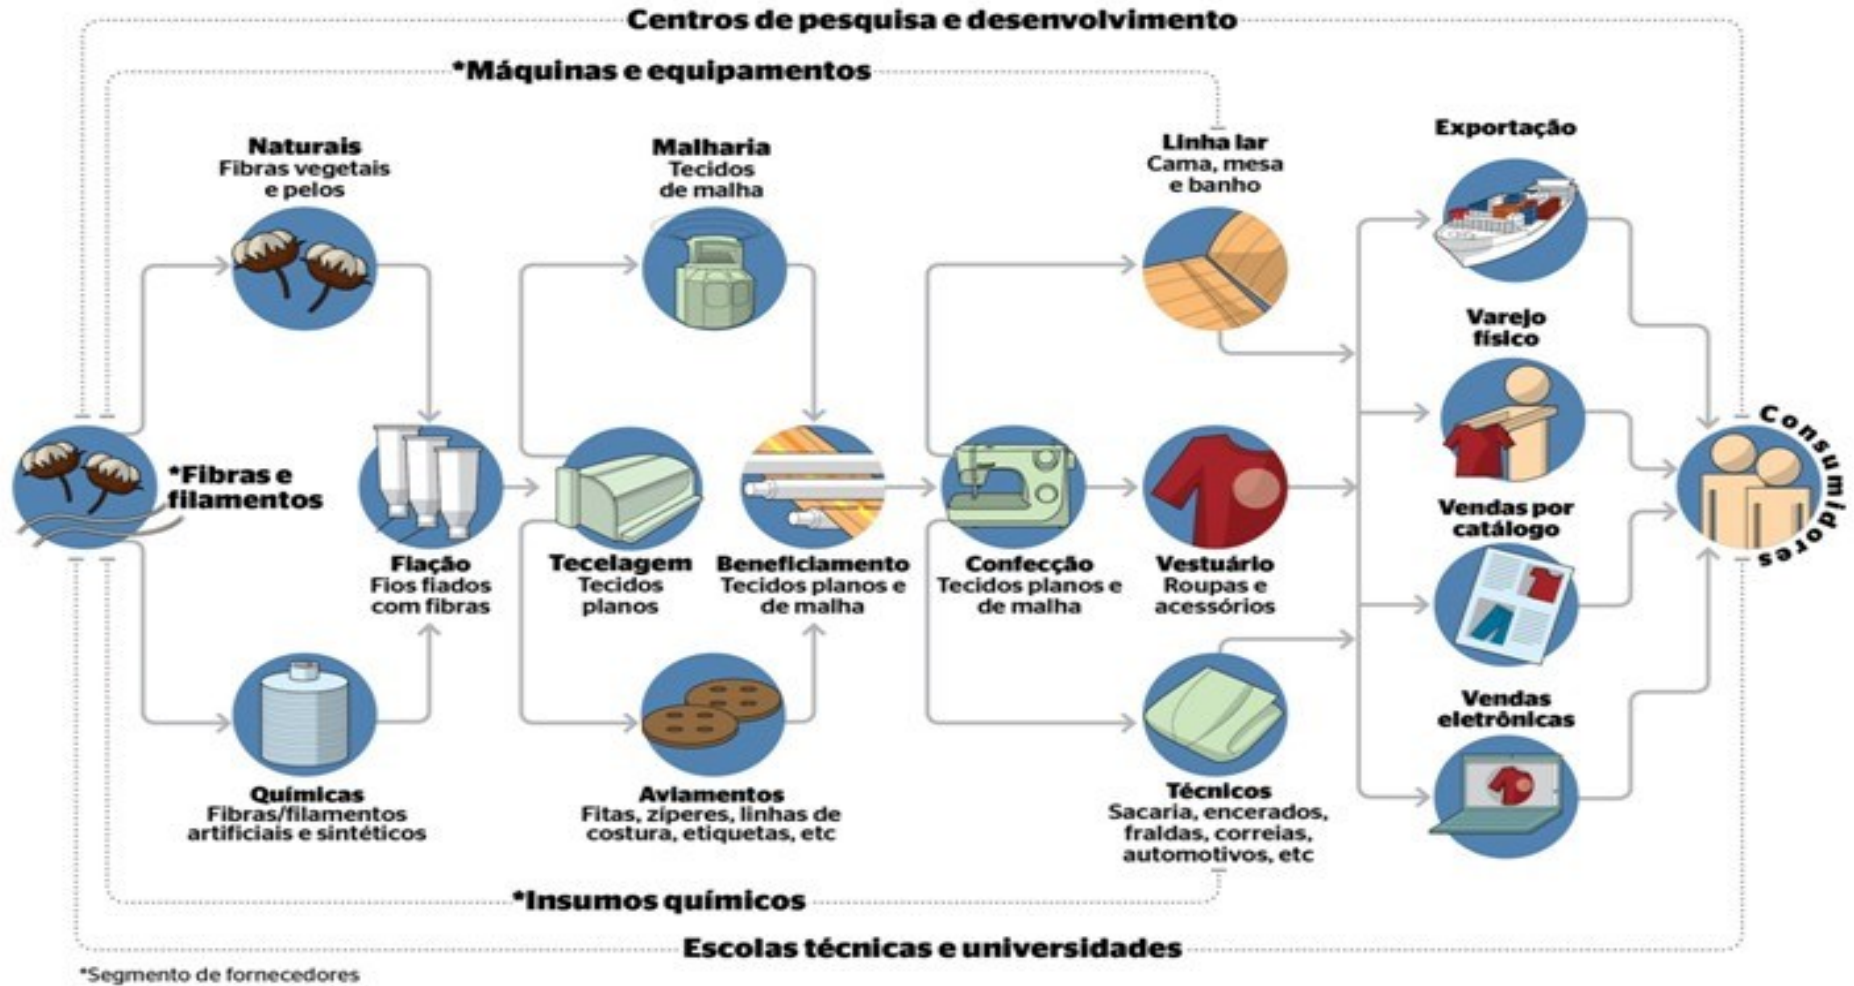 Centros de pesquisa e desenvolvimento
*Máquinas e equipamentos
Naturais
Fibras vegetais
e pelos
Malharia
Tecidos
de malha
Linha lar
Cama, mesa
e banho
Exportação
Varejo
físico
*Fibras e
filamentos
Consumidores
Vendas por
catálogo
Fiação
Fios fiados
com fibras
Tecelagem
Tecidos
planos
Beneficiamento
Tecidos planos e
de malha
Confecção
Tecidos planos e
de malha
Vestuário
Roupas e
acessórios
Vendas
eletrônicas
Químicas
Fibras/filamentos
artificiais e sintéticos
Aviamentos
Fitas, zíperes, linhas de
costura, etiquetas, etc
Técnicos
Sacaria, encerados,
fraldas, correias,
automotivos, etc
*Insumos químicos
Escolas técnicas e universidades
*Segmento de fornecedores